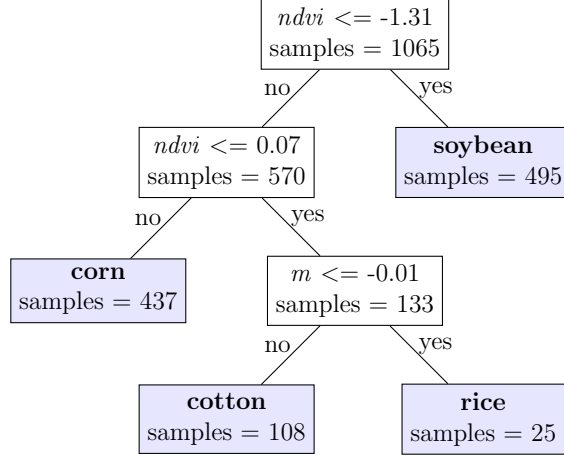 ndvi <= -1.31
samples = 1065
no
yes
ndvi <= 0.07
samples = 570
soybean
samples = 495
no
yes
corn
samples = 437
m <= -0.01
samples = 133
no
yes
cotton
samples = 108
rice
samples = 25